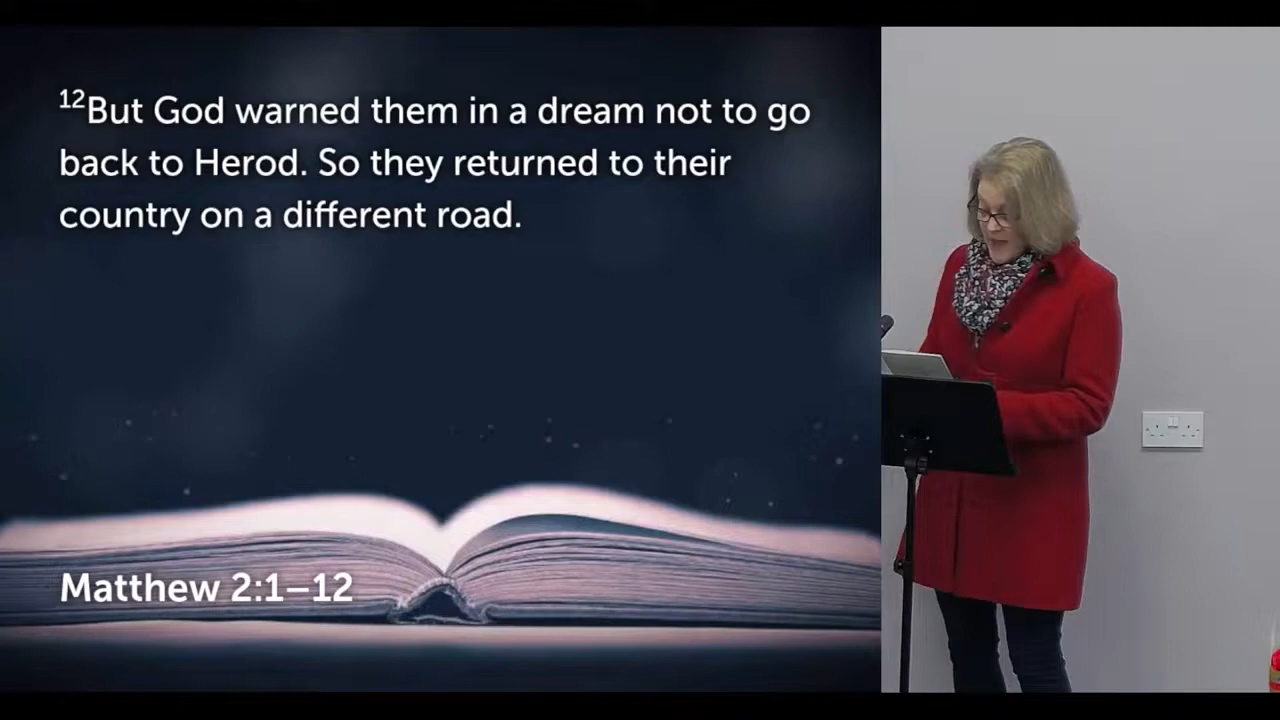 12But God warned them in a dream not to go
back to Herod. So they returned to their
country on a different road.
Matthew 2:1–12